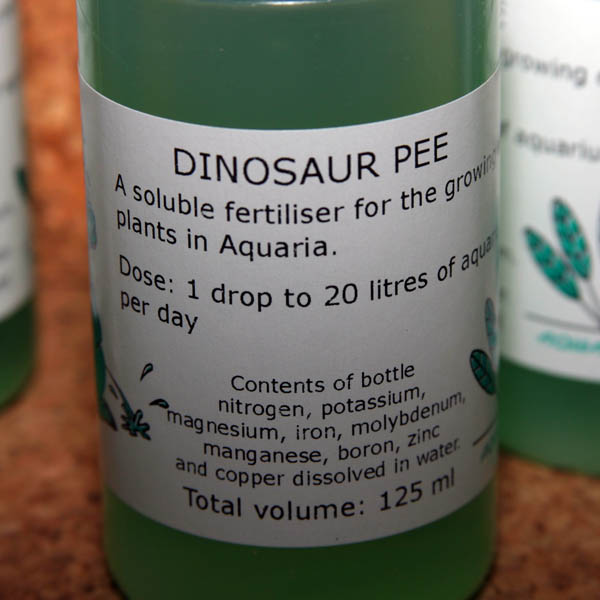 DINOSAUR PEE
A soluble fertiliser for the growing
plants in Aquaria.
Dose: 1 drop to 20 litres of
per day
Contents of bottle
nitrogen, potassium,
magnesium, iron, molybdenum,
manganese, boron, zinc
and copper dissolved in water.
Total volume: 125 ml
growing